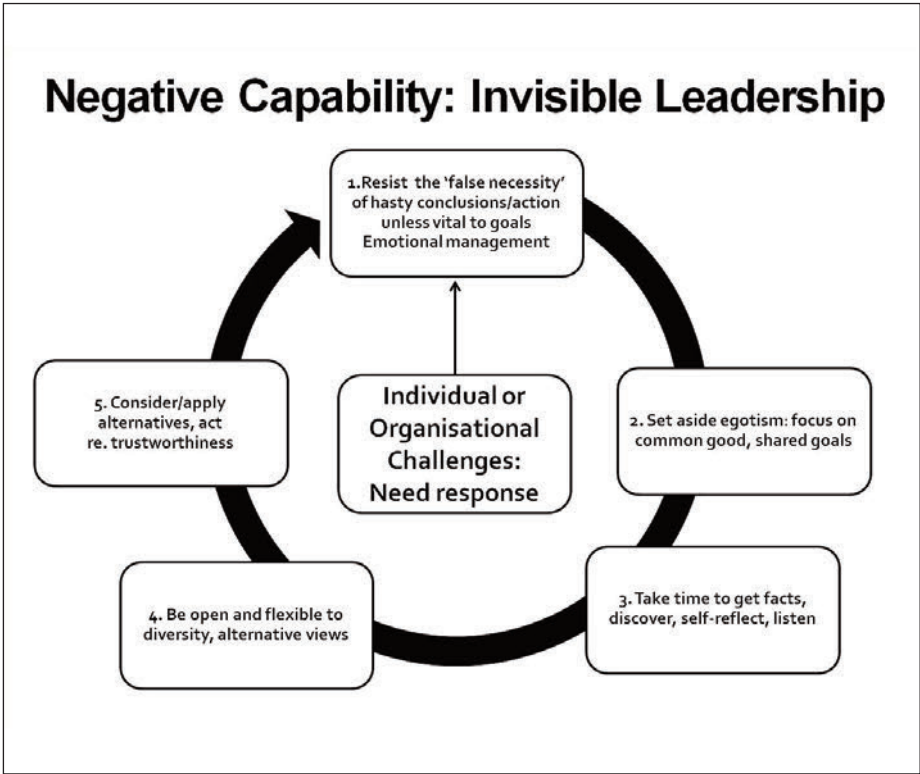 Negative Capability: Invisible Leadership
1.Resist the ‘false necessity’
of hasty conclusions/action
unless vital to goals
Emotional management
2. Set aside egotism: focus on
common good, shared goals
3. Take time to get facts,
discover, self-reflect, listen
4. Be open and flexible to
diversity, alternative views
5. Consider/apply
alternatives, act
re. trustworthiness
Individual or
Organisational
Challenges:
Need response